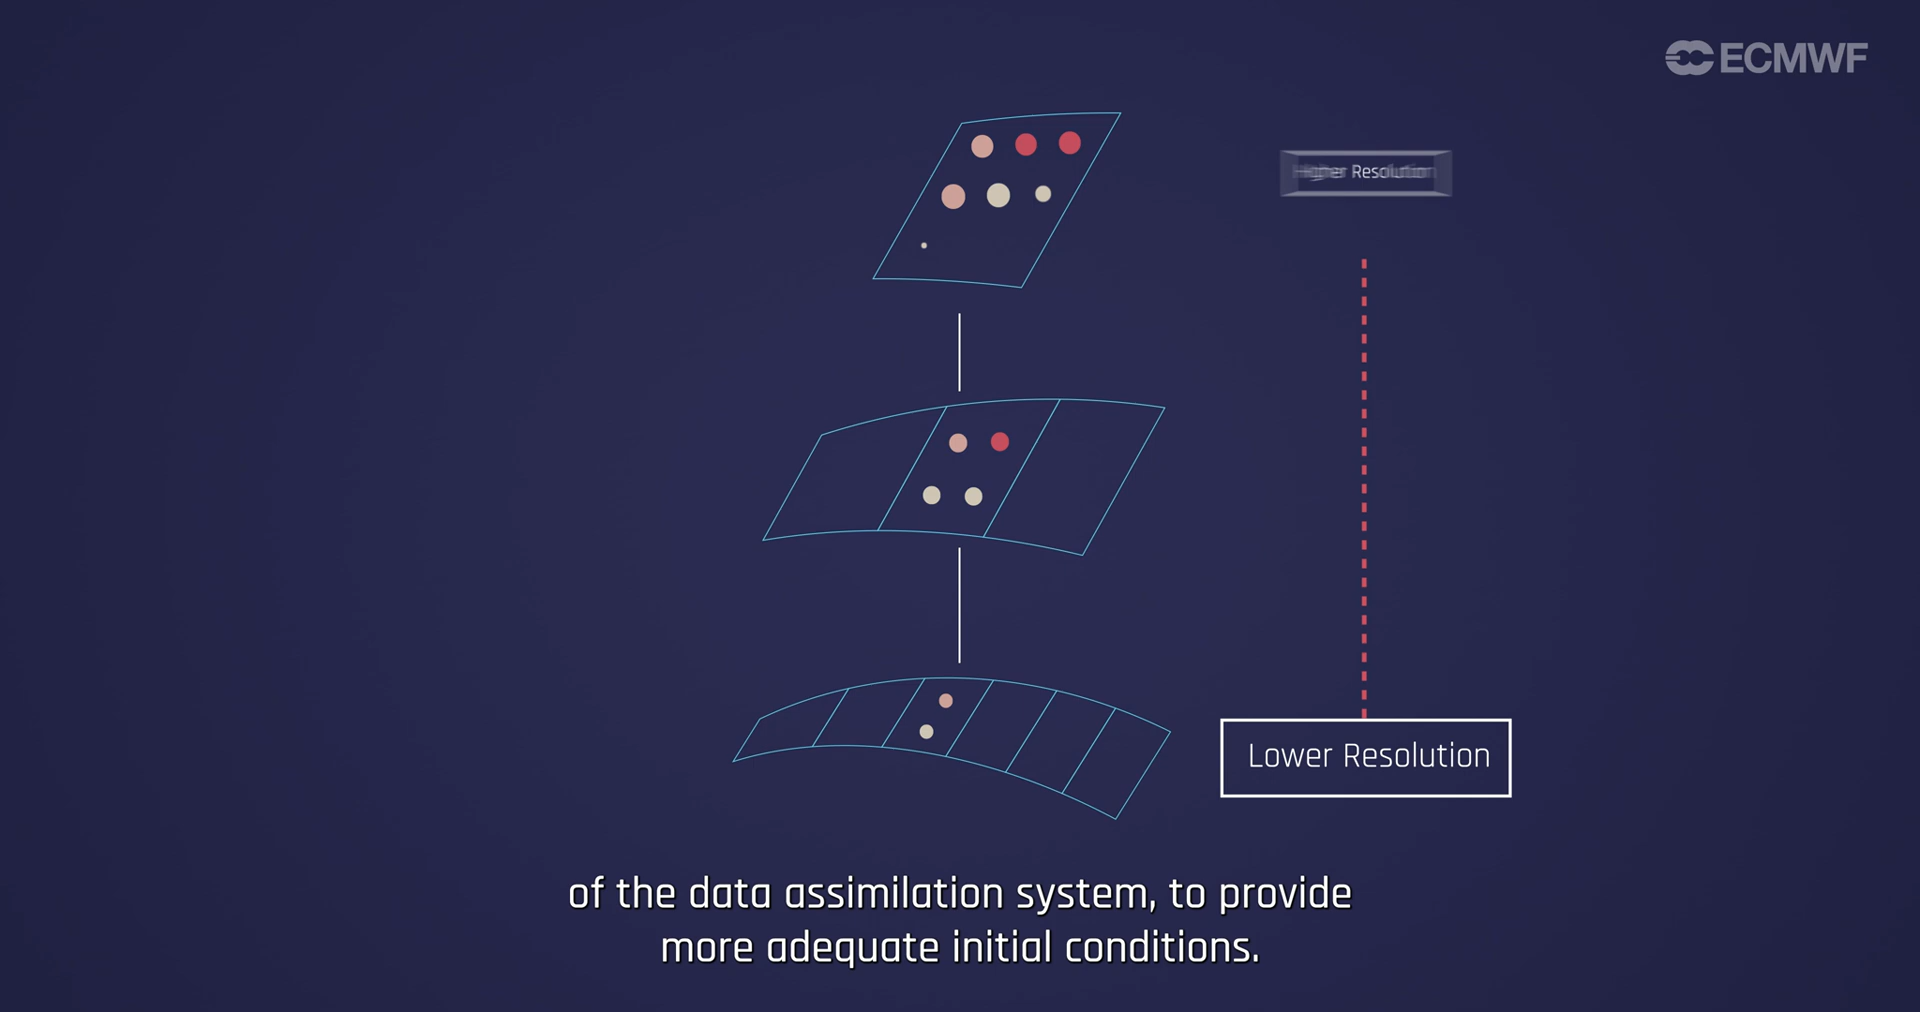 ECMWF
Resolution
Lower Resolution
of the data assimilation system, to provide
more adequate initial conditions.